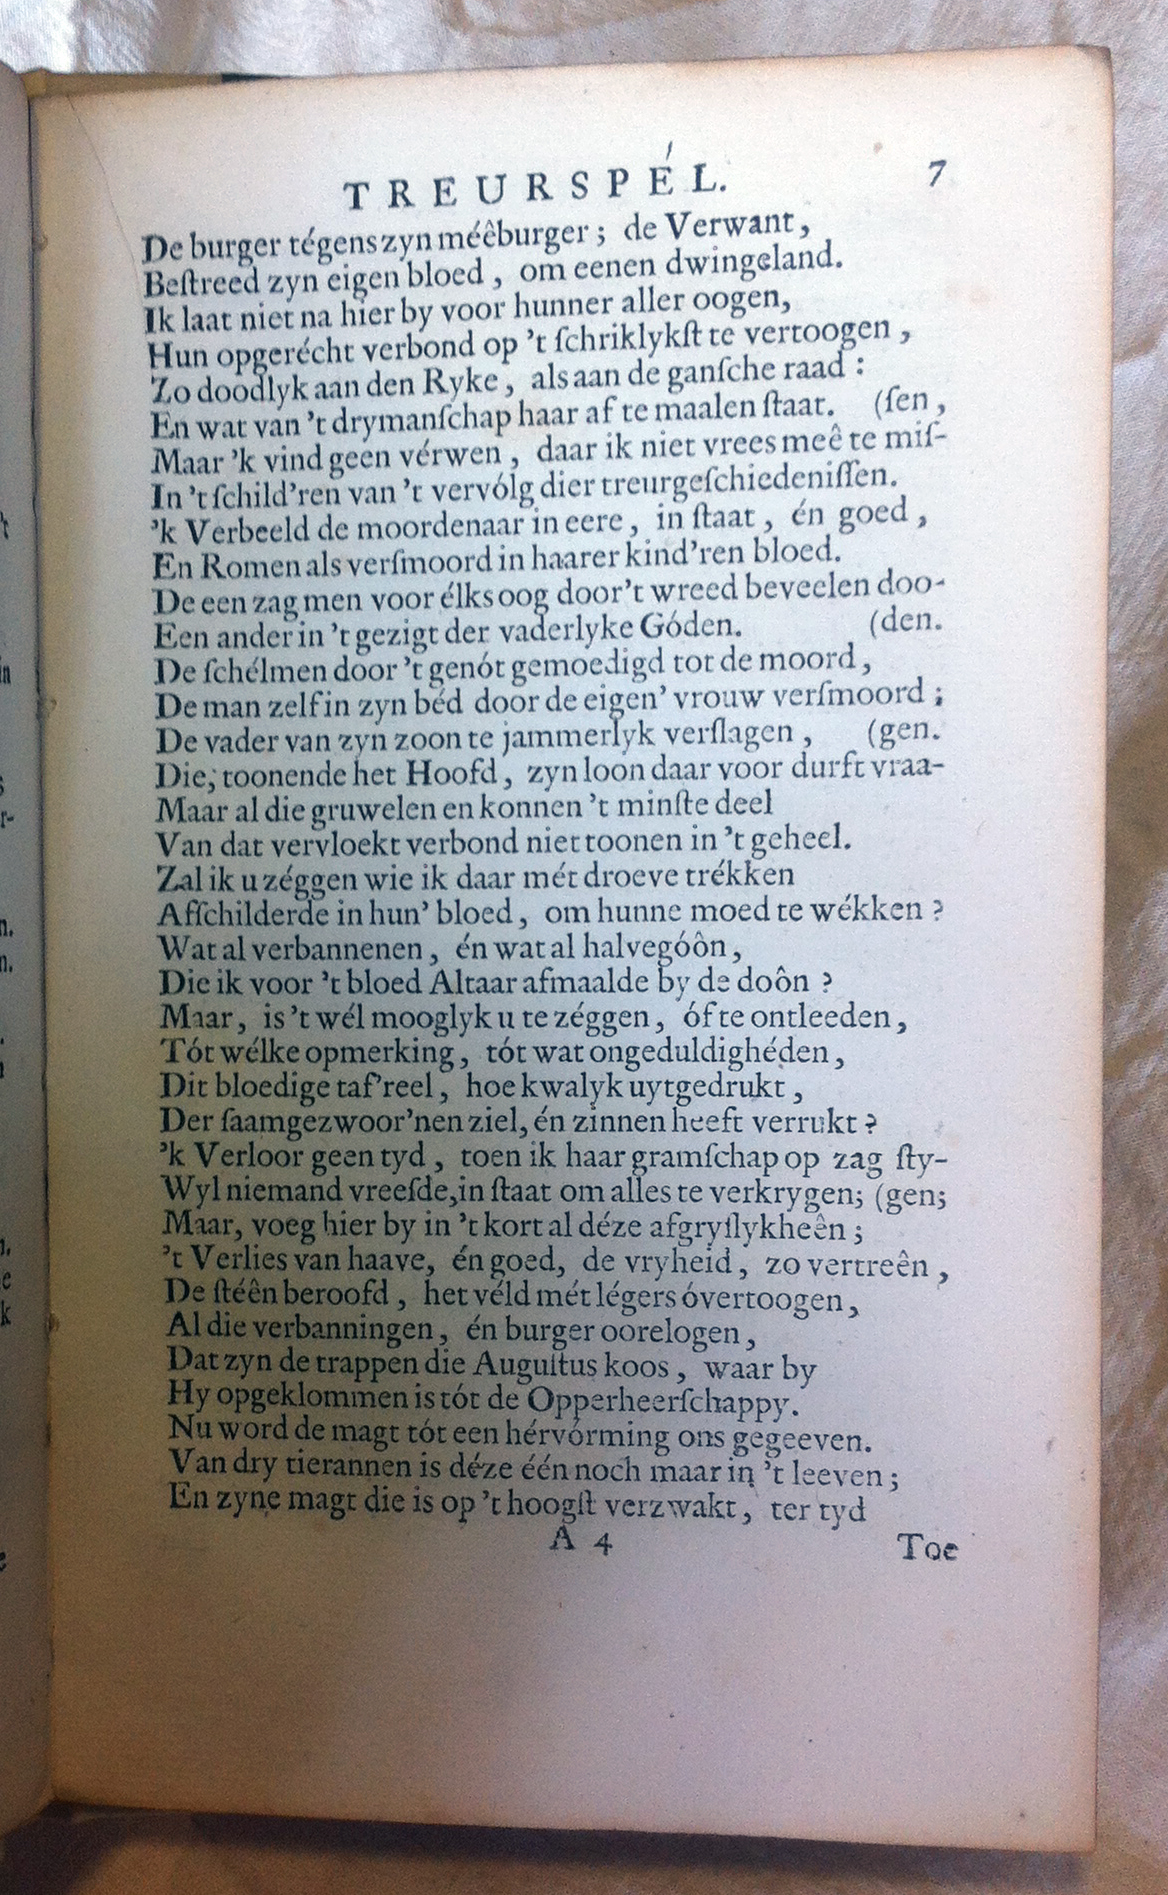 TREURSPÉL. 7
De burger tégens zyn méêburger; de Verwant,
Beſtreed zyn eigen bloed, om eenen dwingeland.
Ik laat niet na hier by voor hunner aller oogen,
Hun opgerécht verbond op 't ſchriklykſt te vertoogen,
Zo doodlyk aan den Ryke, als aan de ganſche raad:
En wat van 't drymanſchap haar af te maalen ſtaat. (ſen,
Maar 'k vind geen vérwen, daar ik niet vrees meê te miſ-
In 't ſchild'ren van 't vervólg dier treurgeſchiedeniſſen.
'k Verbeeld de moordenaar in eere, in ſtaat, én goed,
En Romen als verſmoord in haarer kind'ren bloed.
De een zag men voor élks oog door 't wreed beveelen doo-
Een ander in 't gezigt der vaderlyke Góden. (den.
De ſchélmen door 't genót gemoedigd tot de moord,
De man zelf in zyn béd door de eigen' vrouw verſmoord;
De vader van zyn zoon te jammerlyk verſlagen, (gen.
Die, toonende het Hoofd, zyn loon daar voor durft vraa-
Maar al die gruwelen en konnen 't minſte deel
Van dat vervloekt verbond niet toonen in 't geheel.
Zal ik u zéggen wie ik daar mét droeve trékken
Affchilderde in hun' bloed, om hunne moed te wékken?
Wat al verbannenen, én wat al halvegóôn,
Die ik voor 't bloed Altaar afmaalde by de doôn?
Maar, is 't wél mooglyk u te zéggen, óf te ontleeden,
Tót wélke opmerking, tót wat ongeduldighéden,
Dit bloedige taf'reel, hoe kwalyk uytgedrukt,
Der ſaamgezwoor'nen ziel, én zinnen heeft verrukt?
'k Verloor geen tyd, toen ik haar gramſchap op zag ſty-
Wyl niemand vreeſde, in ſtaat om alles te verkrygen; (gen;
Maar, voeg hier by in 't kort al déze afgryſlykheên;
't Verlies van haave, én goed, de vryheid, zo vertreên,
De ſtéên beroofd, het véld mét légers óvertoogen,
Al die verbanningen, én burger oorelogen,
Dat zyn de trappen die Auguſtus koos, waar by
Hy opgeklommen is tót de Opperheerſchappy.
Nu word de magt tót een hérvórming ons gegeeven.
Van dry tierannen is déze één noch maar in 't leeven;
En zyne magt die is op 't hoogſt verzwakt, ter tyd
A 4 Toe